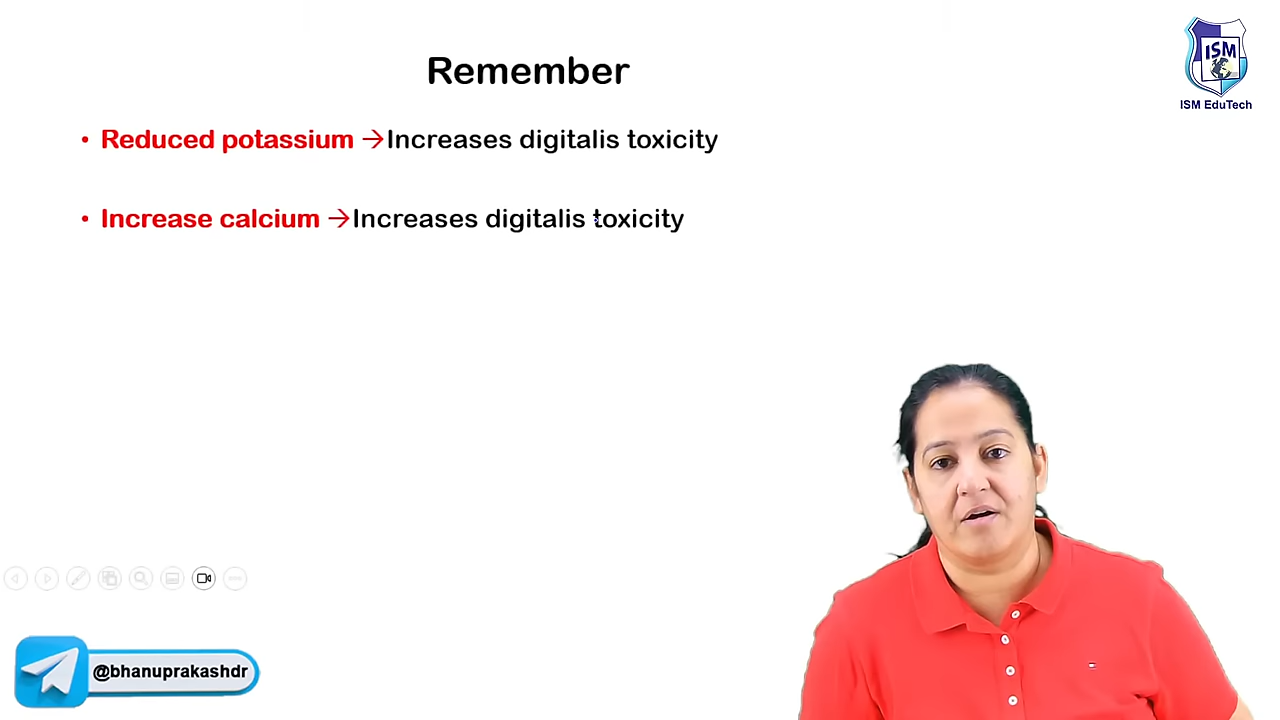 Remember
• Reduced potassium →Increases digitalis toxicity
• Increase calcium →Increases digitalis toxicity
ISM
ISM EduTech
@bhanuprakashdr